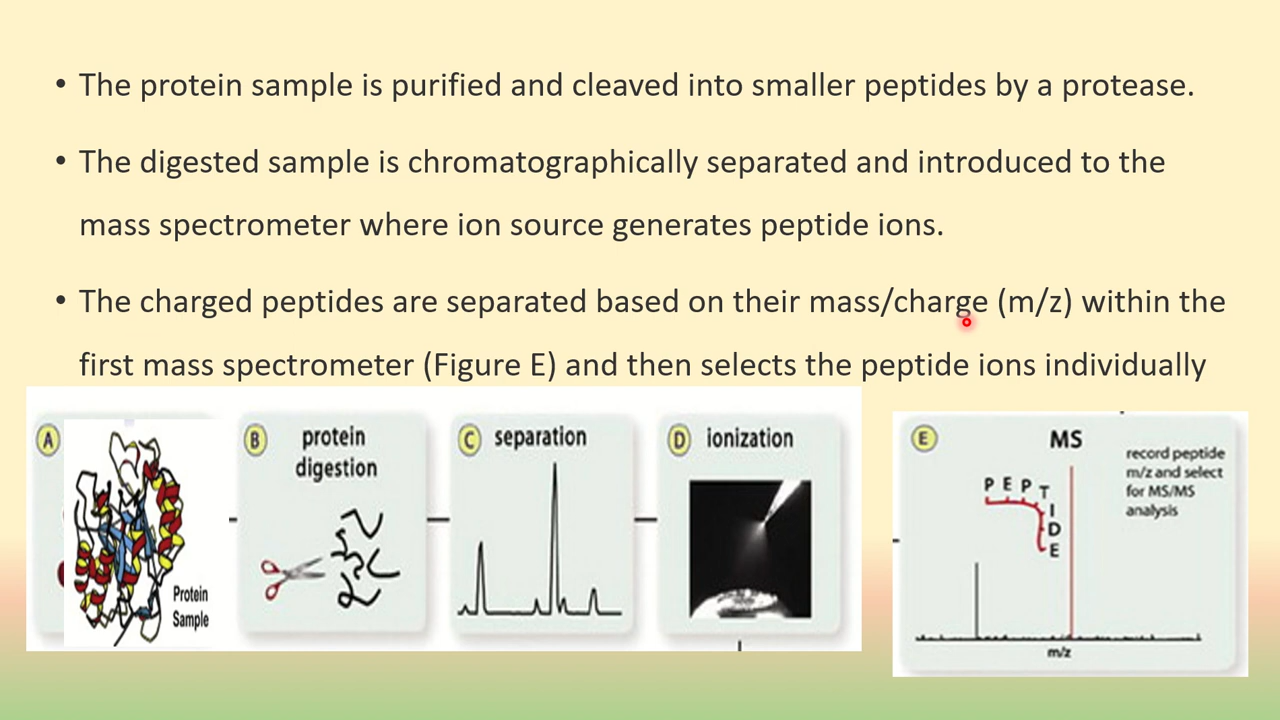 • The protein sample is purified and cleaved into smaller peptides by a protease.
• The digested sample is chromatographically separated and introduced to the
mass spectrometer where ion source generates peptide ions.
• The charged peptides are separated based on their mass/charge (m/z) within the
first mass spectrometer (Figure E) and then selects the peptide ions individually
A
Protein
Sample
B
protein
digestion
C
separation
D
ionization
E
MS
record peptide
m/z and select
for MS/MS
analysis
PEPTIDE
m/z